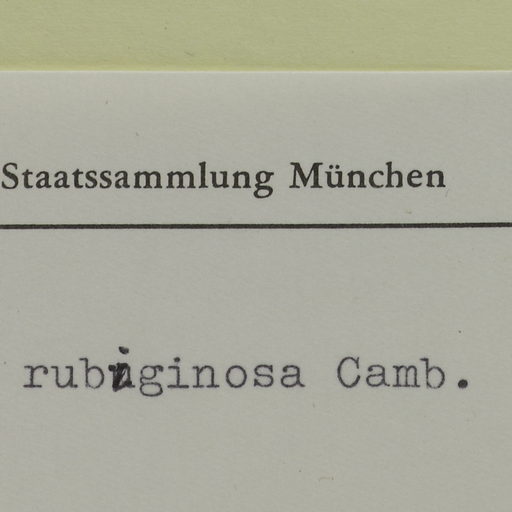 Staatssammlung München
rubiginosa Camb.